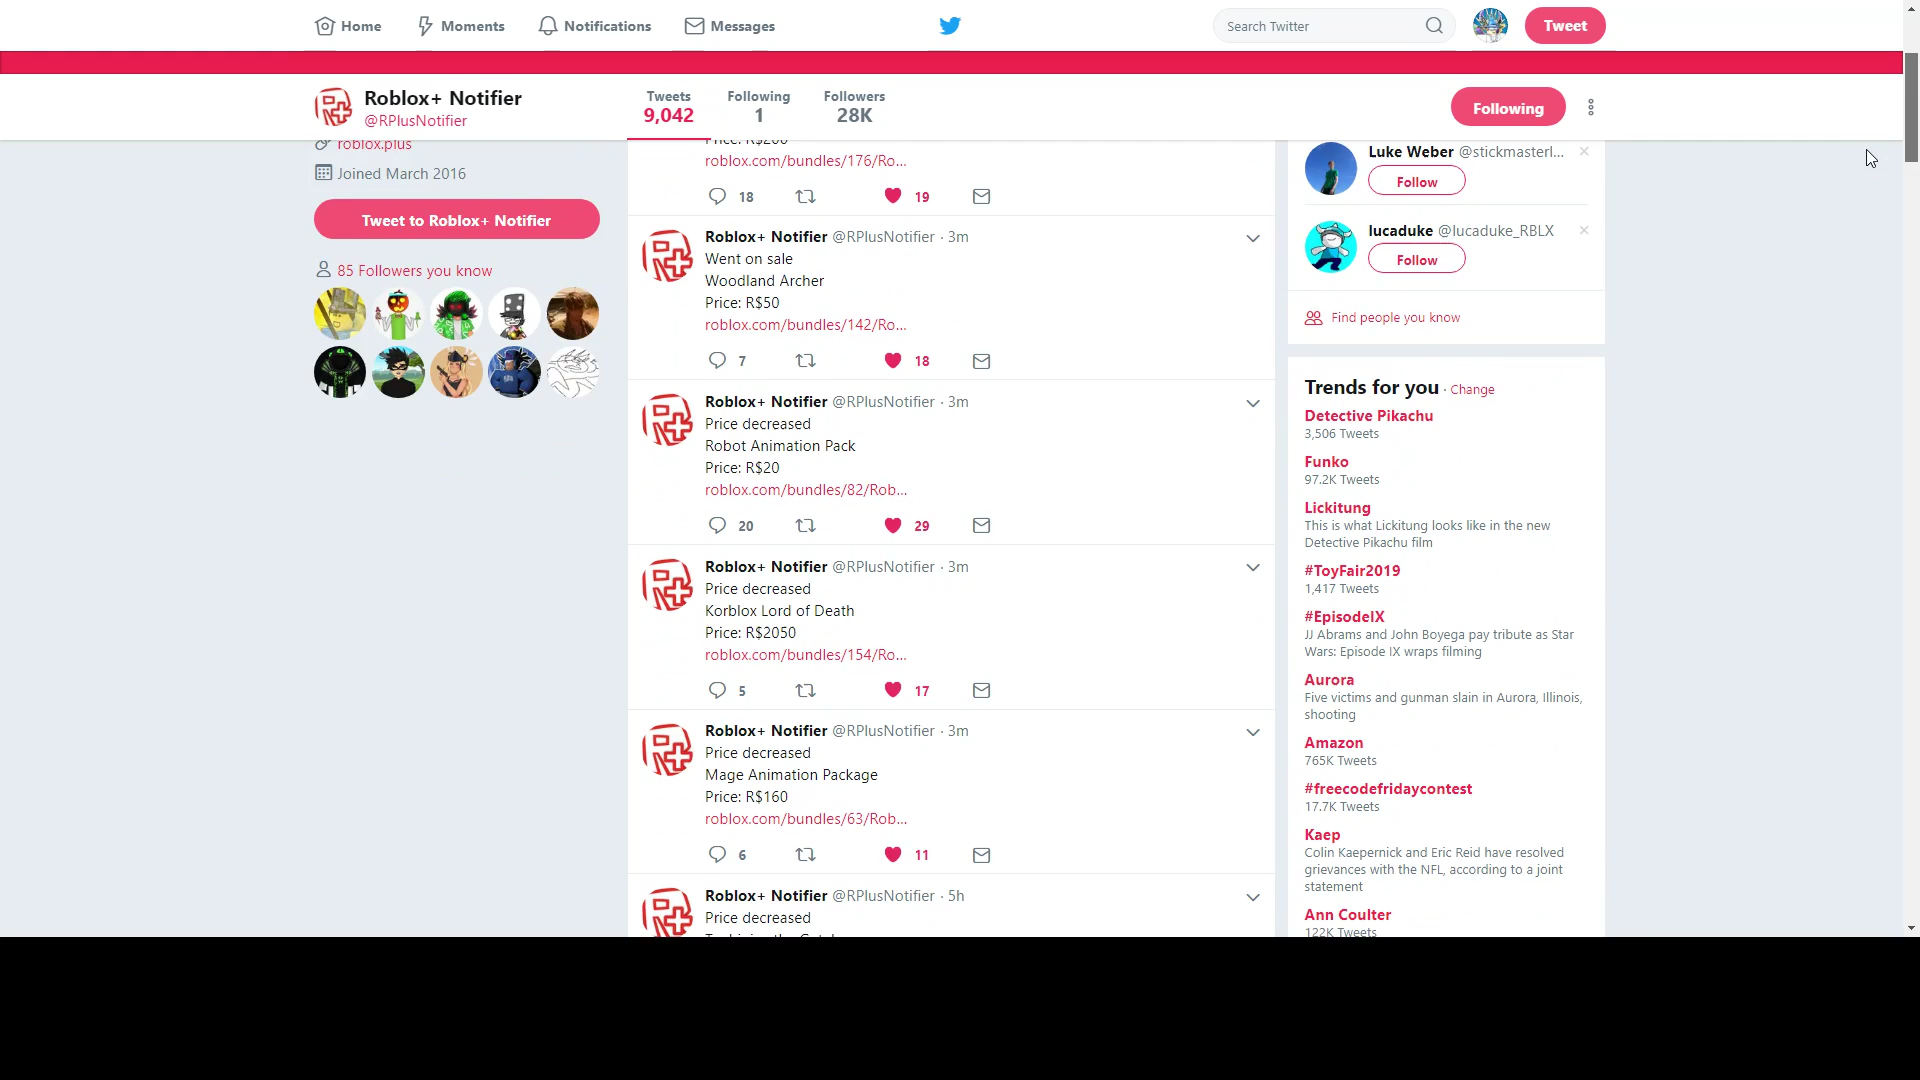 Home
Moments
Notifications
Messages
Search Twitter
Tweet
Roblox+ Notifier
@RPlusNotifier
Tweets
9,042
Following
1
Followers
28K
Following
roblox.plus
Joined March 2016
Tweet to Roblox+ Notifier
85 Followers you know
Price: R$200
roblox.com/bundles/176/Ro...
18
19
Roblox+ Notifier @RPlusNotifier · 3m
Went on sale
Woodland Archer
Price: R$50
roblox.com/bundles/142/Ro...
7
18
Roblox+ Notifier @RPlusNotifier · 3m
Price decreased
Robot Animation Pack
Price: R$20
roblox.com/bundles/82/Rob...
20
29
Roblox+ Notifier @RPlusNotifier · 3m
Price decreased
Korblox Lord of Death
Price: R$2050
roblox.com/bundles/154/Ro...
5
17
Roblox+ Notifier @RPlusNotifier · 3m
Price decreased
Mage Animation Package
Price: R$160
roblox.com/bundles/63/Rob...
6
11
Roblox+ Notifier @RPlusNotifier · 5h
Price decreased
Luke Weber @stickmasterl...
Follow
lucaduke @lucaduke_RBLX
Follow
Find people you know
Trends for you · Change
Detective Pikachu
3,506 Tweets
Funko
97.2K Tweets
Lickitung
This is what Lickitung looks like in the new
Detective Pikachu film
#ToyFair2019
1,417 Tweets
#EpisodeIX
JJ Abrams and John Boyega pay tribute as Star
Wars: Episode IX wraps filming
Aurora
Five victims and gunman slain in Aurora, Illinois,
shooting
Amazon
765K Tweets
#freecodefridaycontest
17.7K Tweets
Kaep
Colin Kaepernick and Eric Reid have resolved
grievances with the NFL, according to a joint
statement
Ann Coulter
122K Tweets